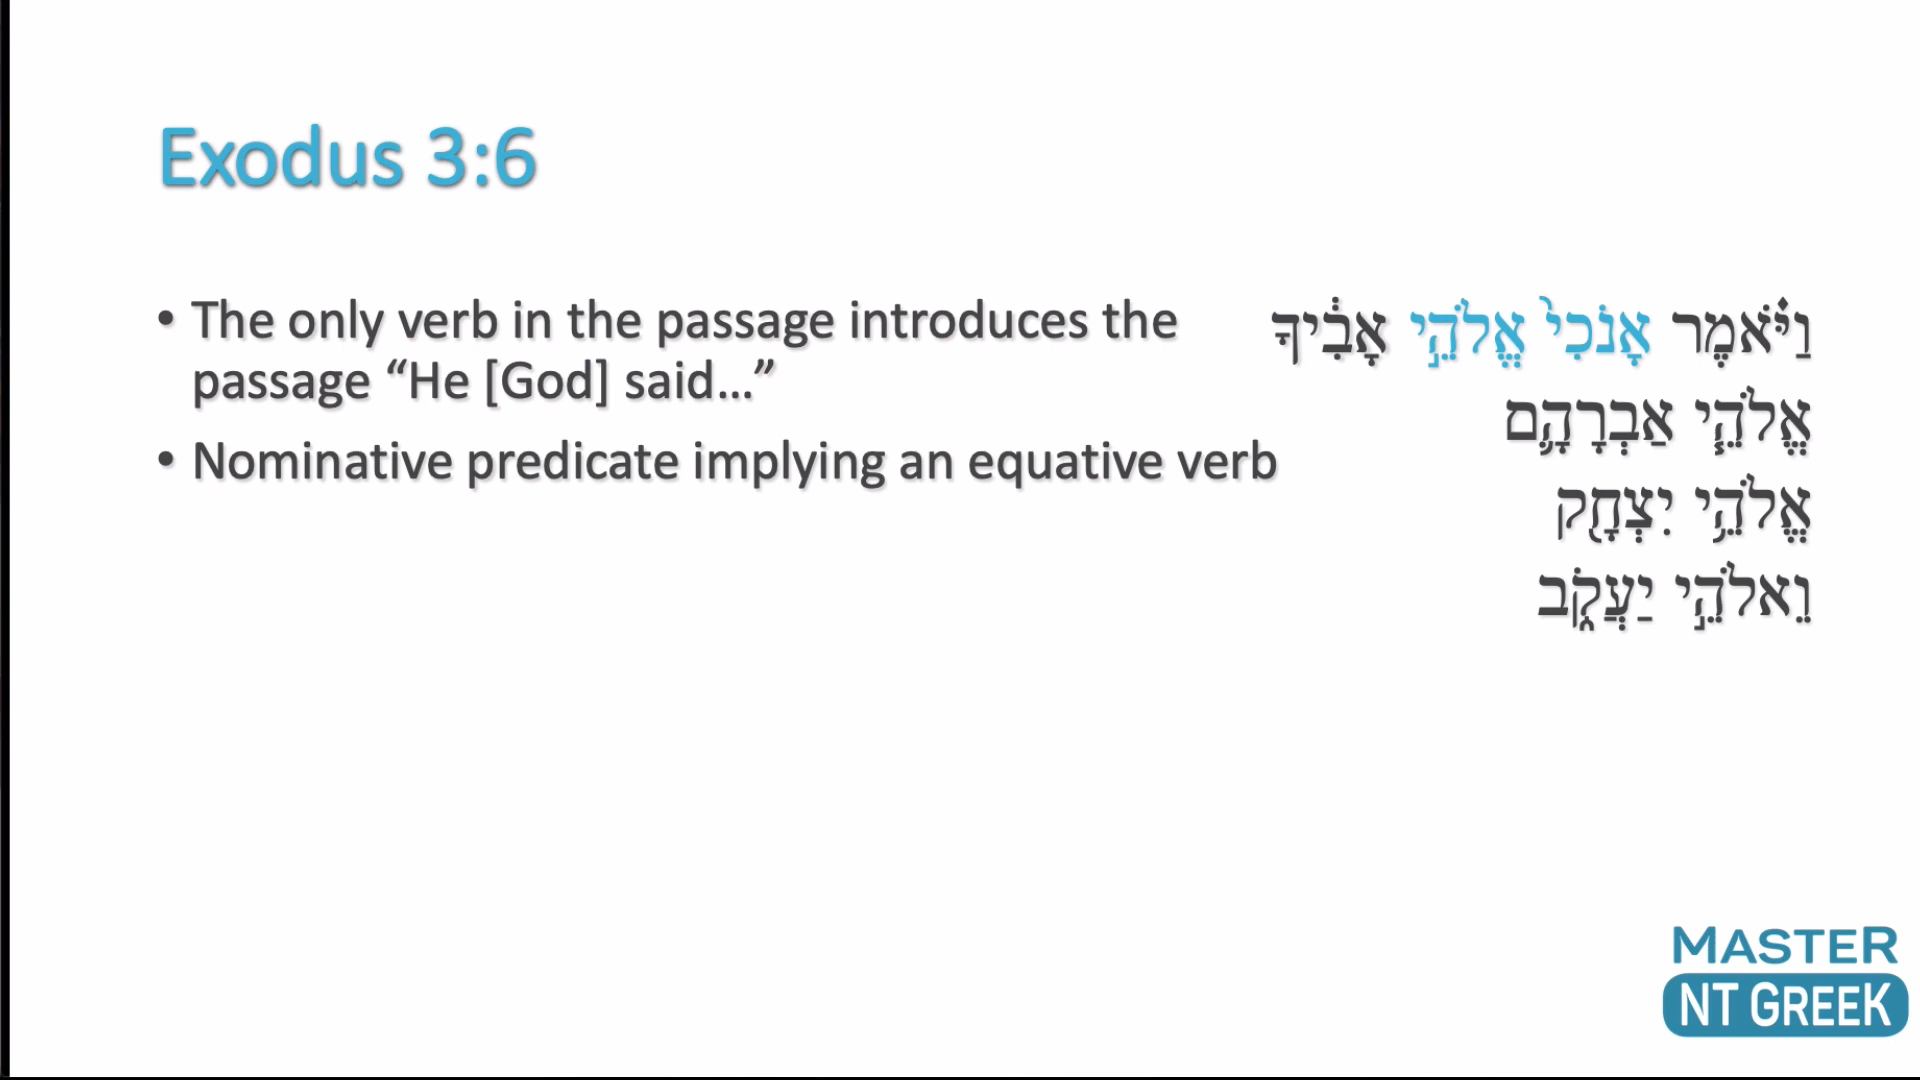 Exodus 3:6
• The only verb in the passage introduces the
passage “He [God] said…”
• Nominative predicate implying an equative verb
וַיֹּ֗אמֶר אָנֹכִי֙ אֱלֹהֵ֣י אָבִ֔יךָ
אֱלֹהֵ֧י אַבְרָהָ֛ם
אֱלֹהֵ֥י יִצְחָ֖ק
וֵאלֹהֵ֣י יַעֲקֹ֑ב
MASTER
NT GREEK